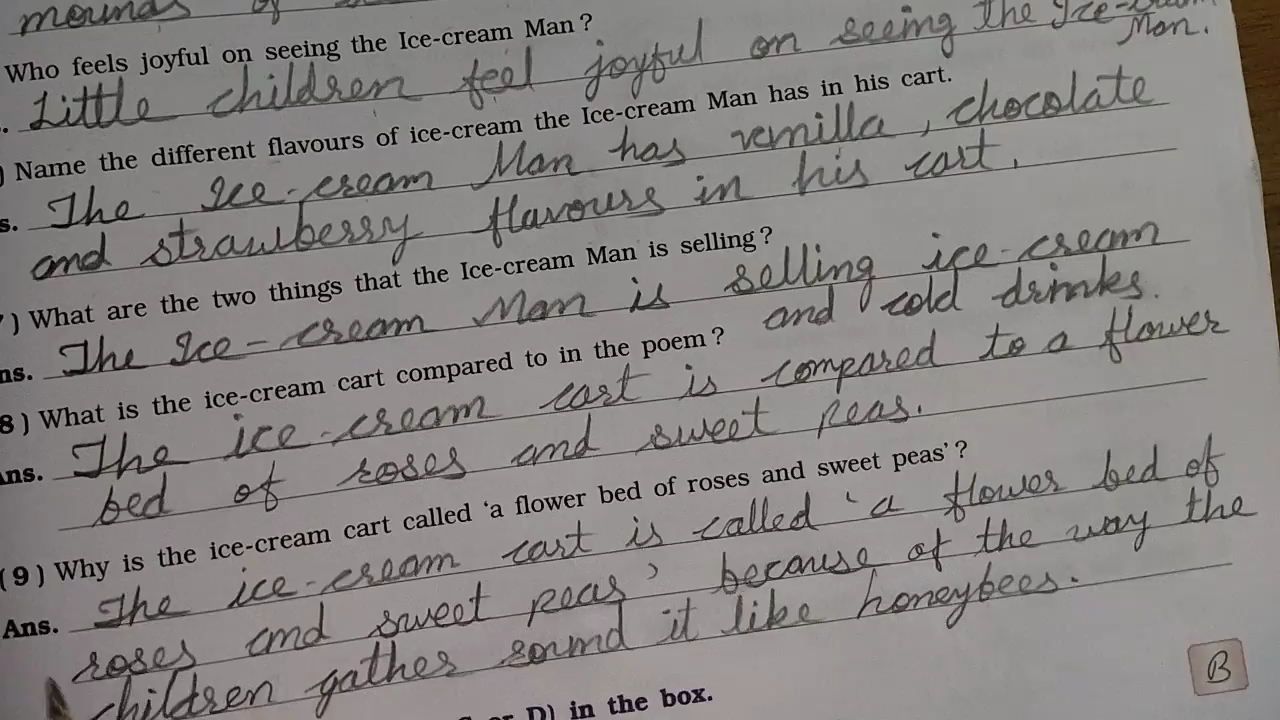 mounds of
Who feels joyful on seeing the Ice-cream Man ?
. Little children feel joyful on seeing the Ice-cream
Man.
) Name the different flavours of ice-cream the Ice-cream Man has in his cart.
s. The Ice-cream Man has vernilla, chocolate
and strawberry flavours in his cart.
7 ) What are the two things that the Ice-cream Man is selling ?
ns. The Ice-cream Man is selling ice-cream
and cold drinks.
8 ) What is the ice-cream cart compared to in the poem ?
Ans. The ice-cream cart is compared to a flower
bed of roses and sweet peas.
(9 ) Why is the ice-cream cart called 'a flower bed of roses and sweet peas' ?
Ans. The ice-cream cart is called 'a flower bed of
roses and sweet peas' because of the way the
children gather round it like honeybees.
B
or D) in the box.